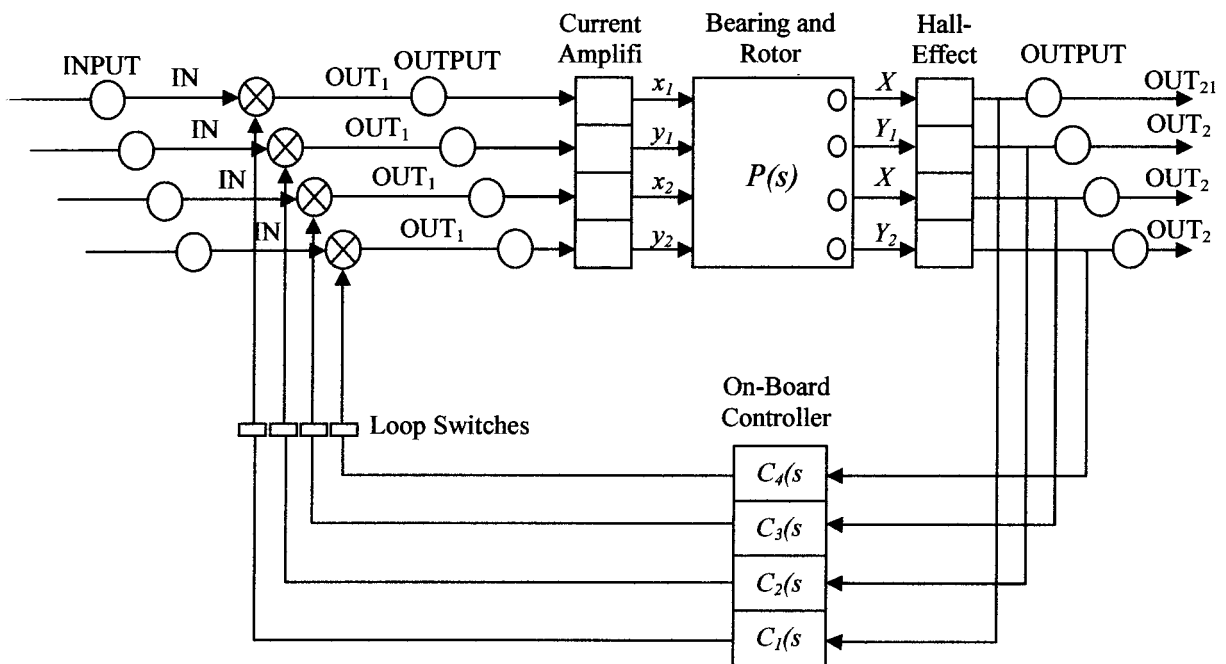 Current
Amplifi
Bearing and
Rotor
Hall-
Effect
INPUT
IN
OUT₁
OUTPUT
x₁
X
OUTPUT
OUT₂₁
IN
OUT₁
y₁
Y₁
OUT₂
IN
OUT₁
x₂
P(s)
X
OUT₂
IN
OUT₁
y₂
Y₂
OUT₂
On-Board
Controller
Loop Switches
C₄(s
C₃(s
C₂(s
C₁(s